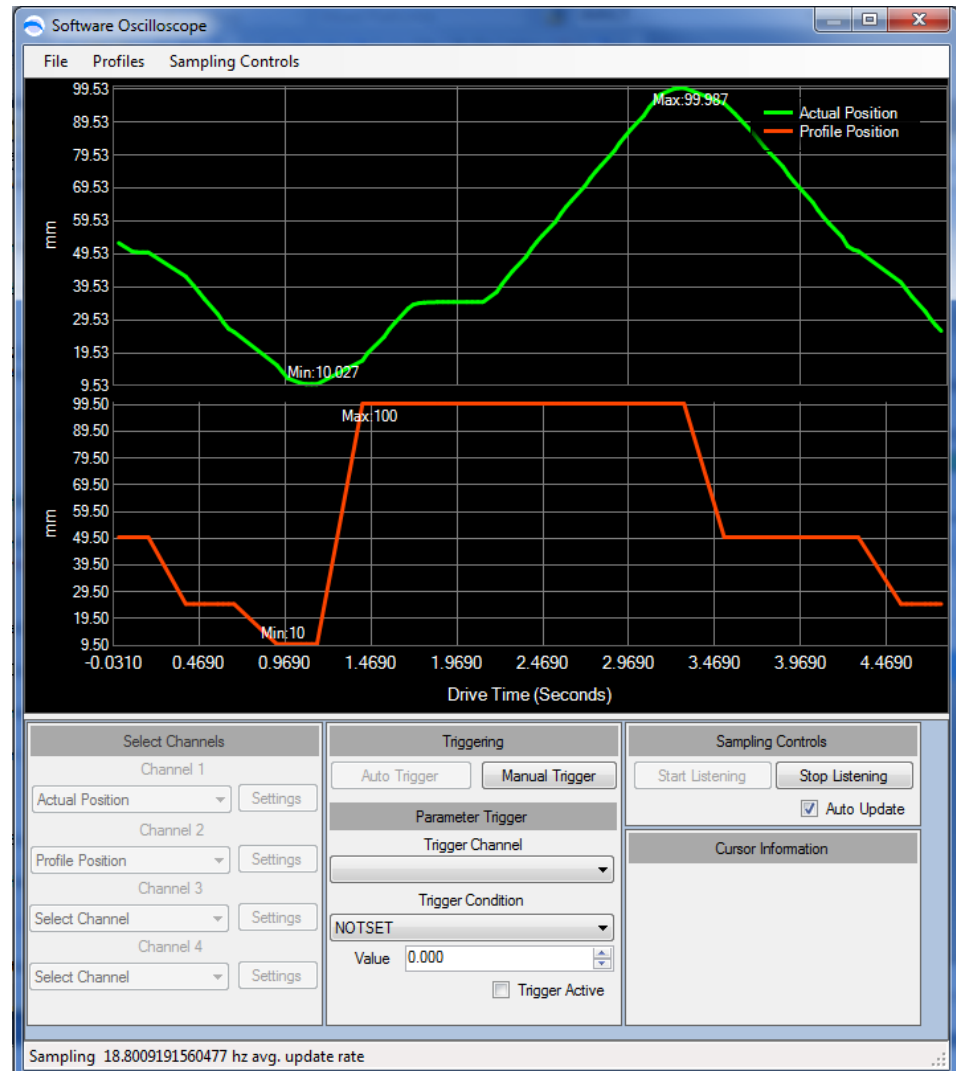 Software Oscilloscope
File Profiles Sampling Controls
99.53
89.53
79.53
69.53
59.53
49.53
39.53
29.53
19.53
9.53
mm
Max:99.987
Min:10.027
Actual Position
Profile Position
99.50
89.50
79.50
69.50
59.50
49.50
39.50
29.50
19.50
9.50
mm
Max:100
Min:10
-0.0310 0.4690 0.9690 1.4690 1.9690 2.4690 2.9690 3.4690 3.9690 4.4690
Drive Time (Seconds)
Select Channels
Channel 1
Actual Position Settings
Channel 2
Profile Position Settings
Channel 3
Select Channel Settings
Channel 4
Select Channel Settings
Triggering
Auto Trigger Manual Trigger
Parameter Trigger
Trigger Channel
Trigger Condition
NOTSET
Value 0.000
Trigger Active
Sampling Controls
Start Listening Stop Listening
Auto Update
Cursor Information
Sampling 18.8009191560477 hz avg. update rate